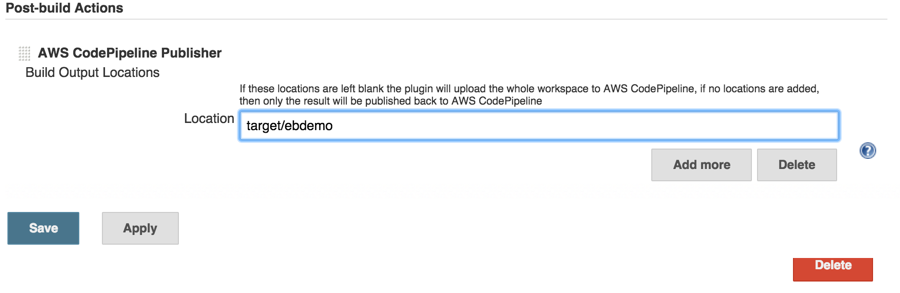 Post-build Actions
AWS CodePipeline Publisher
Build Output Locations
If these locations are left blank the plugin will upload the whole workspace to AWS CodePipeline, if no locations are added,
then only the result will be published back to AWS CodePipeline
Location target/ebdemo
?
Add more Delete
Save Apply
Delete